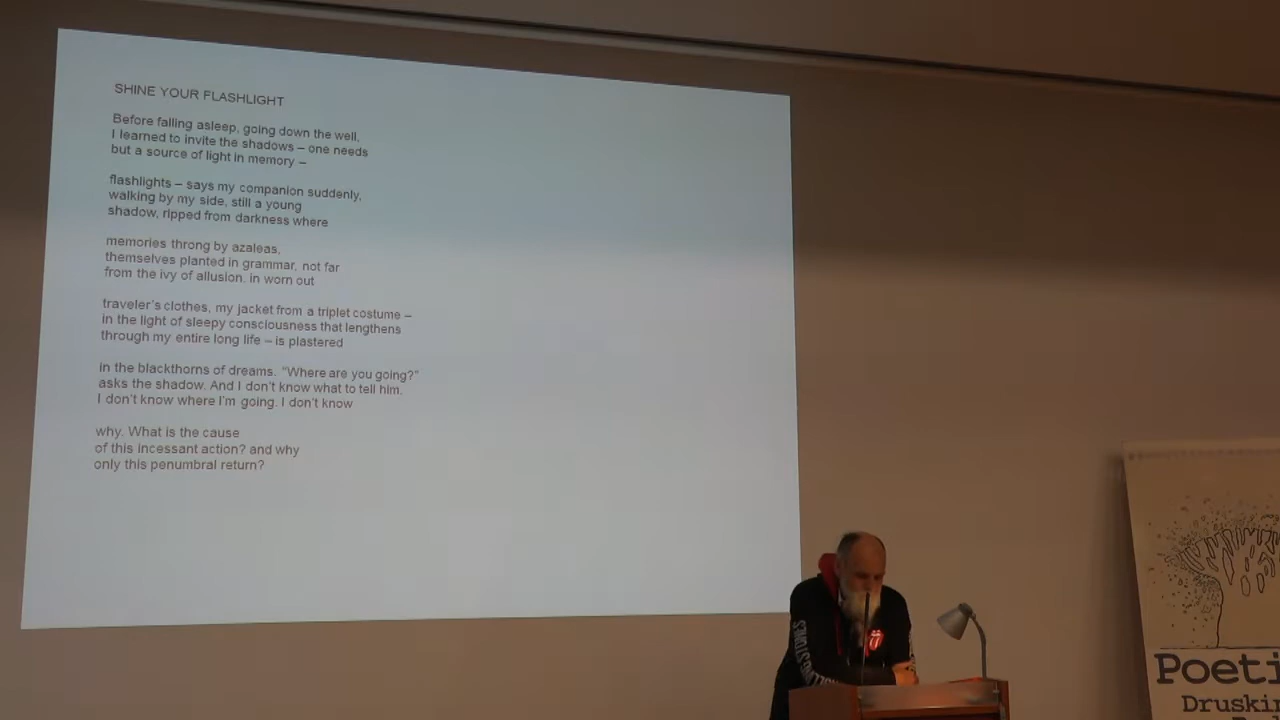 SHINE YOUR FLASHLIGHT
Before falling asleep, going down the well,
I learned to invite the shadows – one needs
but a source of light in memory –
flashlights – says my companion suddenly,
walking by my side, still a young
shadow, ripped from darkness where
memories throng by azaleas,
themselves planted in grammar, not far
from the ivy of allusion, in worn out
traveler's clothes, my jacket from a triplet costume –
in the light of sleepy consciousness that lengthens
through my entire long life – is plastered
in the blackthorns of dreams. "Where are you going?"
asks the shadow. And I don't know what to tell him.
I don't know where I'm going. I don't know
why. What is the cause
of this incessant action? and why
only this penumbral return?
Poeti
Druskin